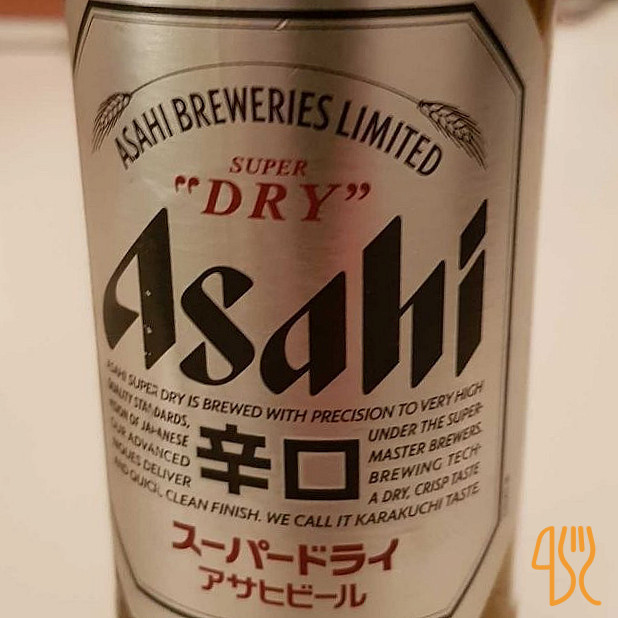 ASAHI BREWERIES LIMITED
SUPER
"DRY"
Asahi
ASAHI SUPER DRY IS BREWED WITH PRECISION TO VERY HIGH
QUALITY STANDARDS, UNDER THE SUPER-
VISION OF JAPANESE MASTER BREWERS.
OUR ADVANCED BREWING TECH-
NIQUES DELIVER A DRY, CRISP TASTE
辛口
AND QUICK, CLEAN FINISH. WE CALL IT KARAKUCHI TASTE.
スーパードライ
アサヒビール